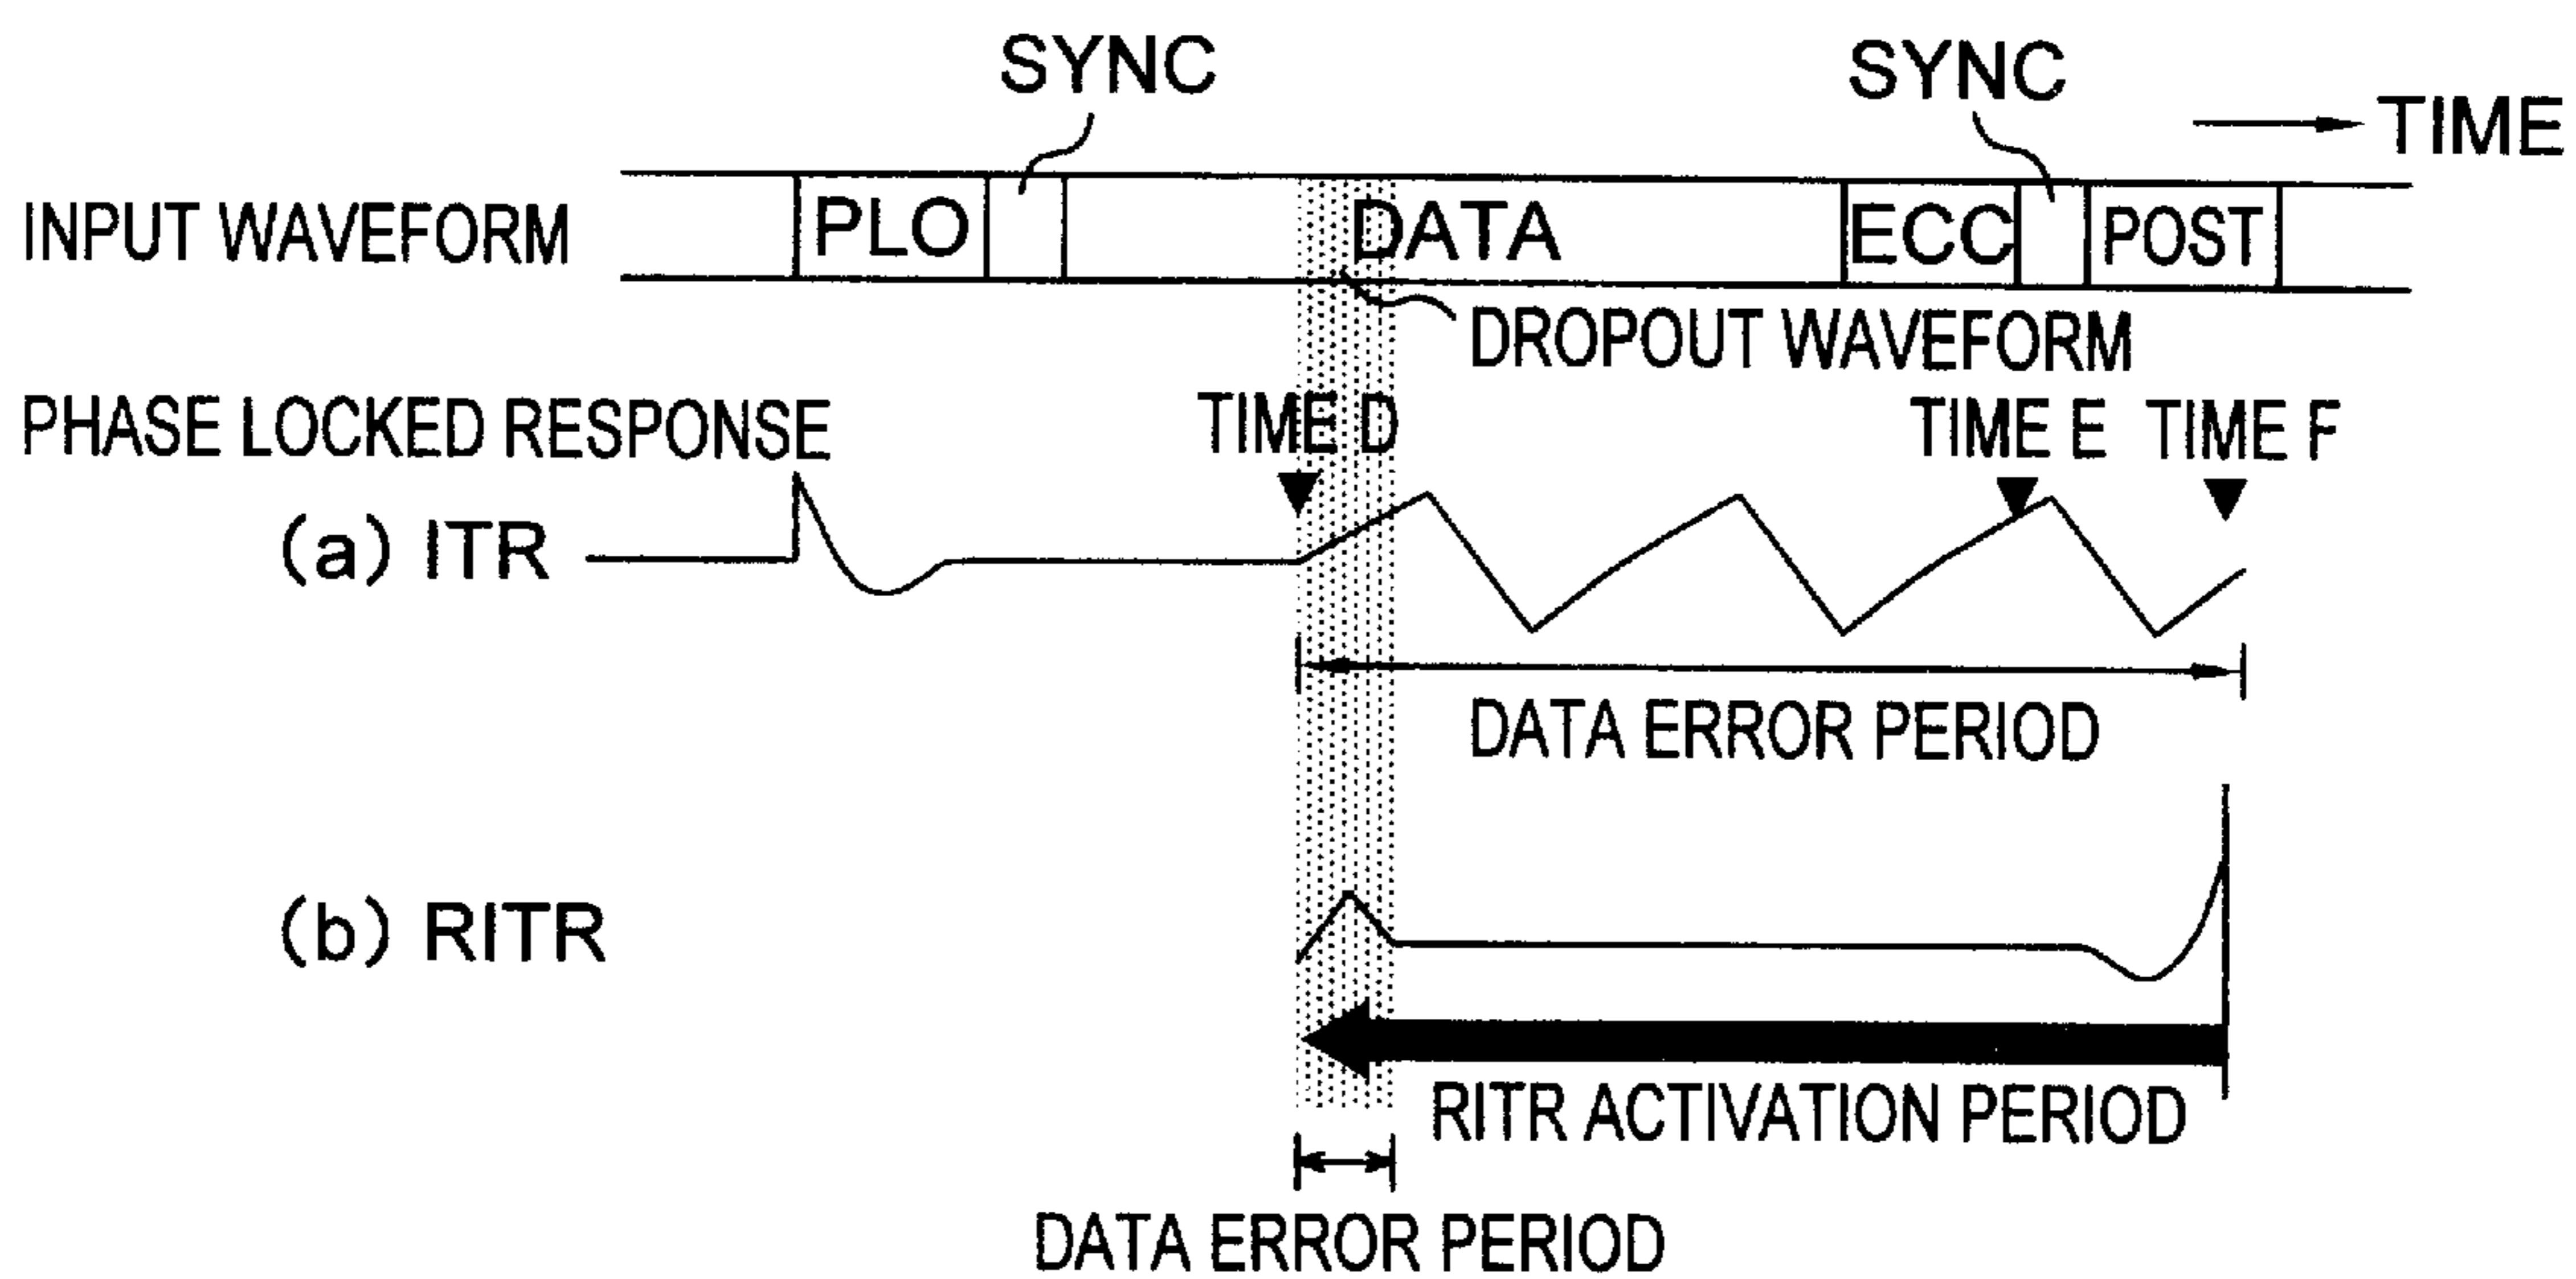 SYNC
SYNC
TIME
INPUT WAVEFORM
PLO
DATA
ECC
POST
DROPOUT WAVEFORM
PHASE LOCKED RESPONSE
TIME D
TIME E
TIME F
(a) ITR
DATA ERROR PERIOD
(b) RITR
RITR ACTIVATION PERIOD
DATA ERROR PERIOD